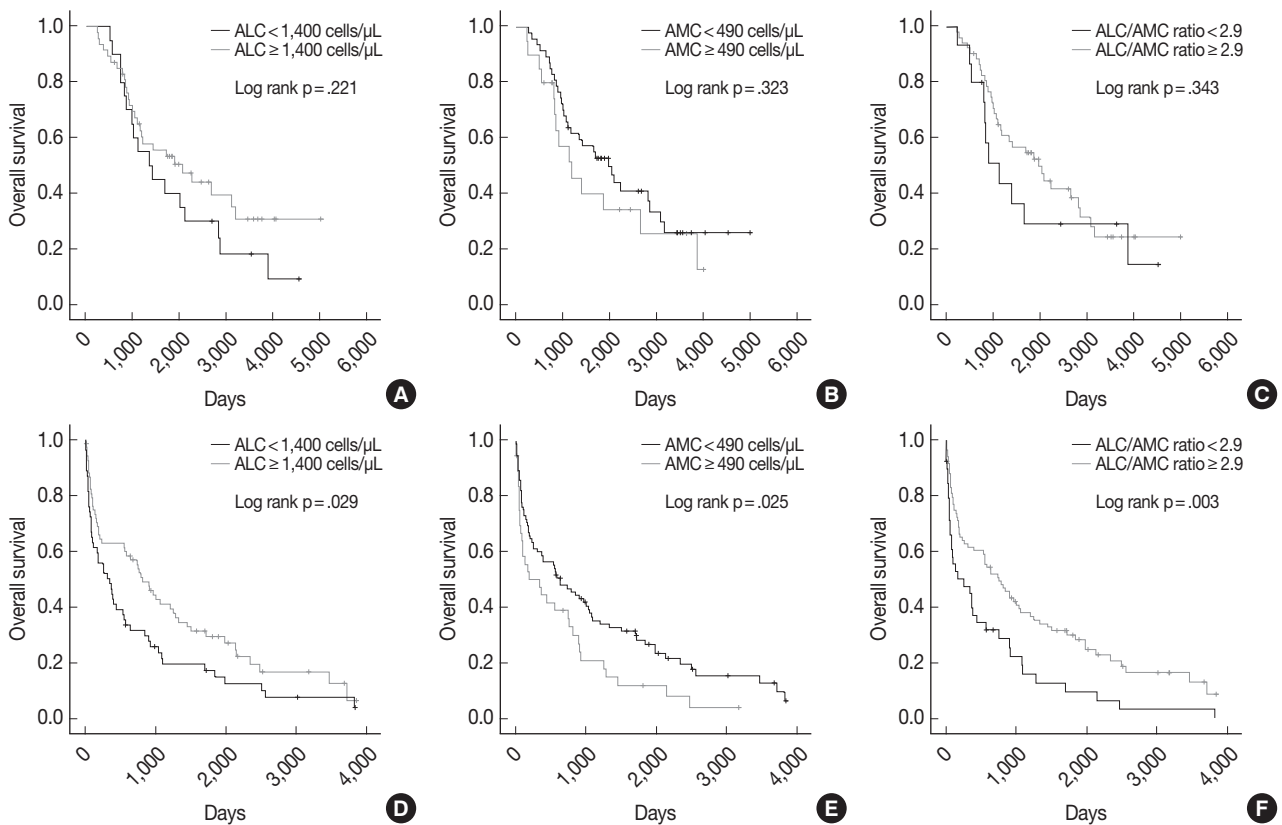 ALC < 1,400 cells/µL
ALC ≥ 1,400 cells/µL
Log rank p = .221
Overall survival
1.0
0.8
0.6
0.4
0.2
0.0
0
1,000
2,000
3,000
4,000
5,000
6,000
Days
A
AMC < 490 cells/µL
AMC ≥ 490 cells/µL
Log rank p = .323
Overall survival
1.0
0.8
0.6
0.4
0.2
0.0
0
1,000
2,000
3,000
4,000
5,000
6,000
Days
B
ALC/AMC ratio < 2.9
ALC/AMC ratio ≥ 2.9
Log rank p = .343
Overall survival
1.0
0.8
0.6
0.4
0.2
0.0
0
1,000
2,000
3,000
4,000
5,000
6,000
Days
C
ALC < 1,400 cells/µL
ALC ≥ 1,400 cells/µL
Log rank p = .029
Overall survival
1.0
0.8
0.6
0.4
0.2
0.0
0
1,000
2,000
3,000
4,000
Days
D
AMC < 490 cells/µL
AMC ≥ 490 cells/µL
Log rank p = .025
Overall survival
1.0
0.8
0.6
0.4
0.2
0.0
0
1,000
2,000
3,000
4,000
Days
E
ALC/AMC ratio < 2.9
ALC/AMC ratio ≥ 2.9
Log rank p = .003
Overall survival
1.0
0.8
0.6
0.4
0.2
0.0
0
1,000
2,000
3,000
4,000
Days
F